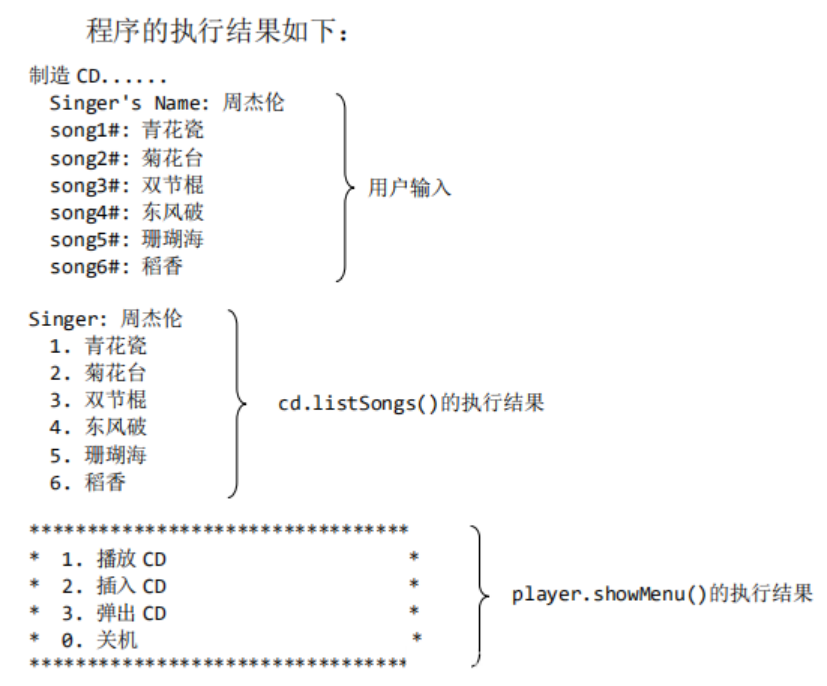 程序的执行结果如下：
制造 CD......
Singer's Name: 周杰伦
song1#: 青花瓷
song2#: 菊花台
song3#: 双节棍
song4#: 东风破
song5#: 珊瑚海
song6#: 稻香
用户输入
Singer: 周杰伦
1. 青花瓷
2. 菊花台
3. 双节棍
4. 东风破
5. 珊瑚海
6. 稻香
cd.listSongs()的执行结果
*********************************
* 1. 播放 CD *
* 2. 插入 CD *
* 3. 弹出 CD *
* 0. 关机 *
*********************************
player.showMenu()的执行结果